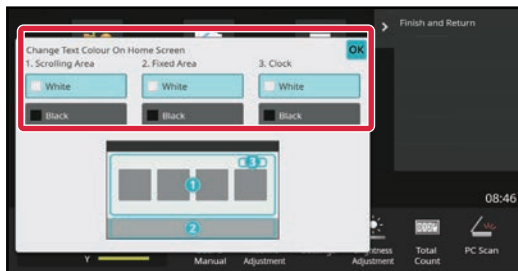 Finish and Return
Change Text Colour On Home Screen
OK
1. Scrolling Area
2. Fixed Area
3. Clock
White
White
White
Black
Black
Black
3
1
2
08:46
Y
Manual
Adjustment
Adjustment
Total
Count
PC Scan